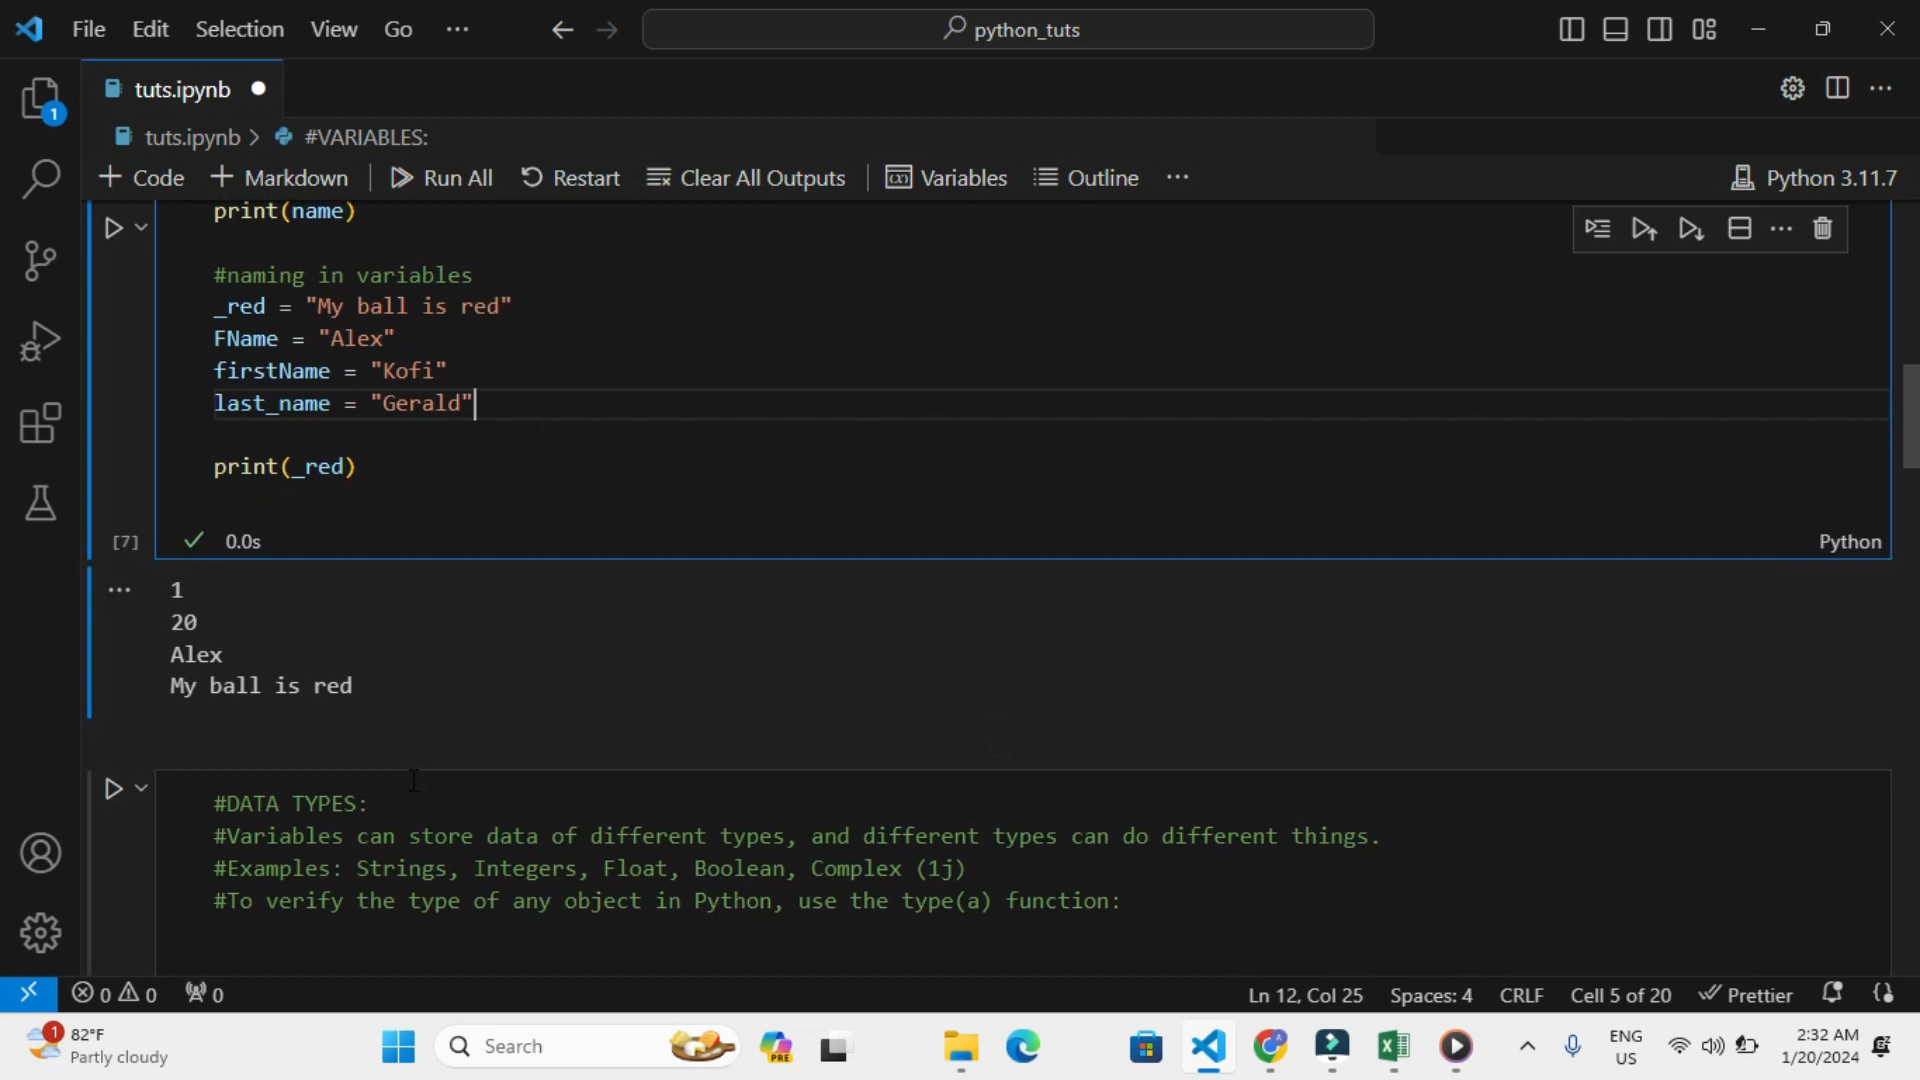 File Edit Selection View Go ··· python_tuts
tuts.ipynb
1
tuts.ipynb > #VARIABLES:
+ Code + Markdown Run All Restart Clear All Outputs Variables Outline ··· Python 3.11.7
print(name)
#naming in variables
_red = "My ball is red"
FName = "Alex"
firstName = "Kofi"
last_name = "Gerald"
print(_red)
[7] 0.0s Python
1
20
Alex
My ball is red
#DATA TYPES:
#Variables can store data of different types, and different types can do different things.
#Examples: Strings, Integers, Float, Boolean, Complex (1j)
#To verify the type of any object in Python, use the type(a) function:
0 0 0 Ln 12, Col 25 Spaces: 4 CRLF Cell 5 of 20 Prettier
1
82°F
Partly cloudy
Search
PRE
ENG
US
2:32 AM
1/20/2024